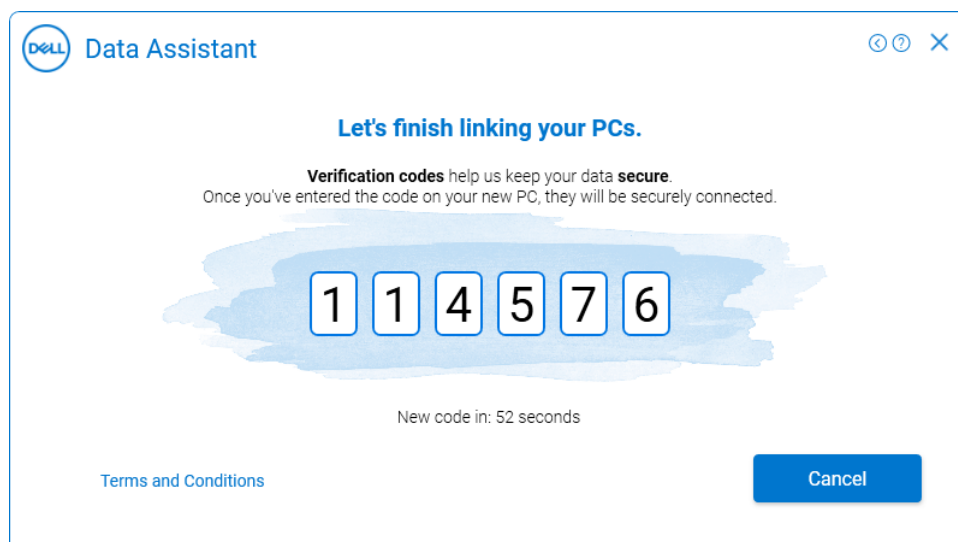 DELL
Data Assistant
Let's finish linking your PCs.
Verification codes help us keep your data secure.
Once you've entered the code on your new PC, they will be securely connected.
1 1 4 5 7 6
New code in: 52 seconds
Terms and Conditions
Cancel